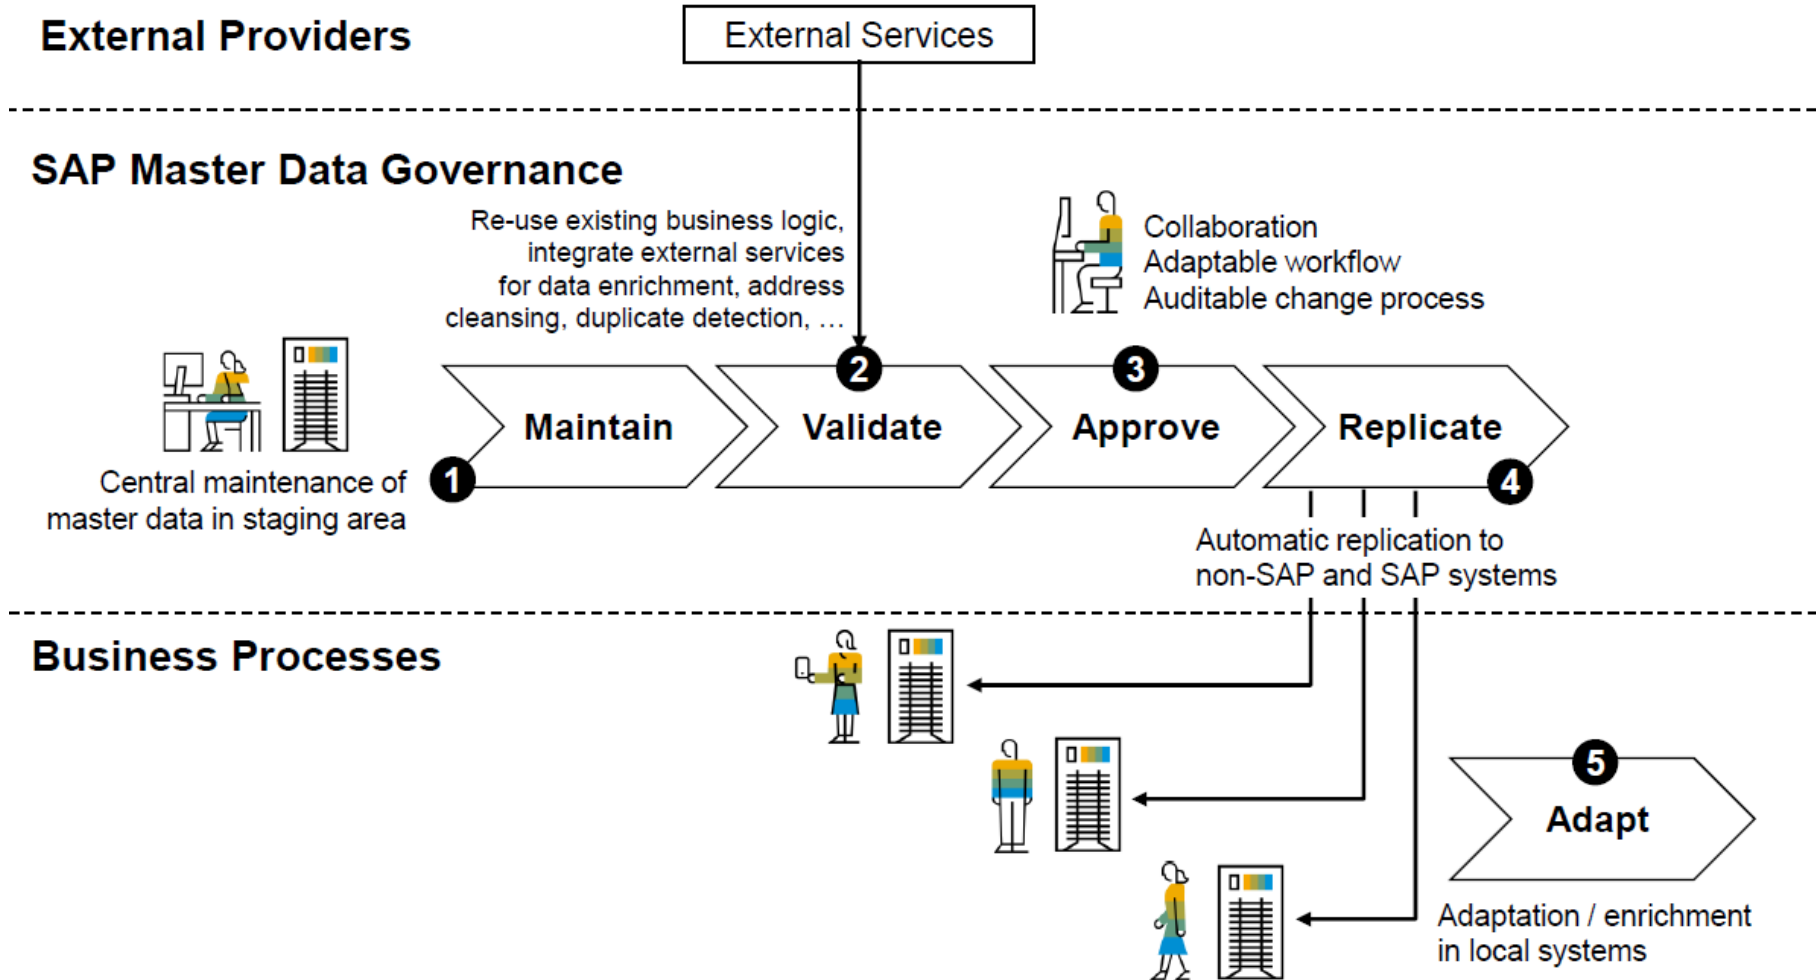 External Providers
External Services
SAP Master Data Governance
Re-use existing business logic,
integrate external services
for data enrichment, address
cleansing, duplicate detection, …
Collaboration
Adaptable workflow
Auditable change process
2
3
Maintain
Validate
Approve
Replicate
1
4
Central maintenance of
master data in staging area
Automatic replication to
non-SAP and SAP systems
Business Processes
5
Adapt
Adaptation / enrichment
in local systems